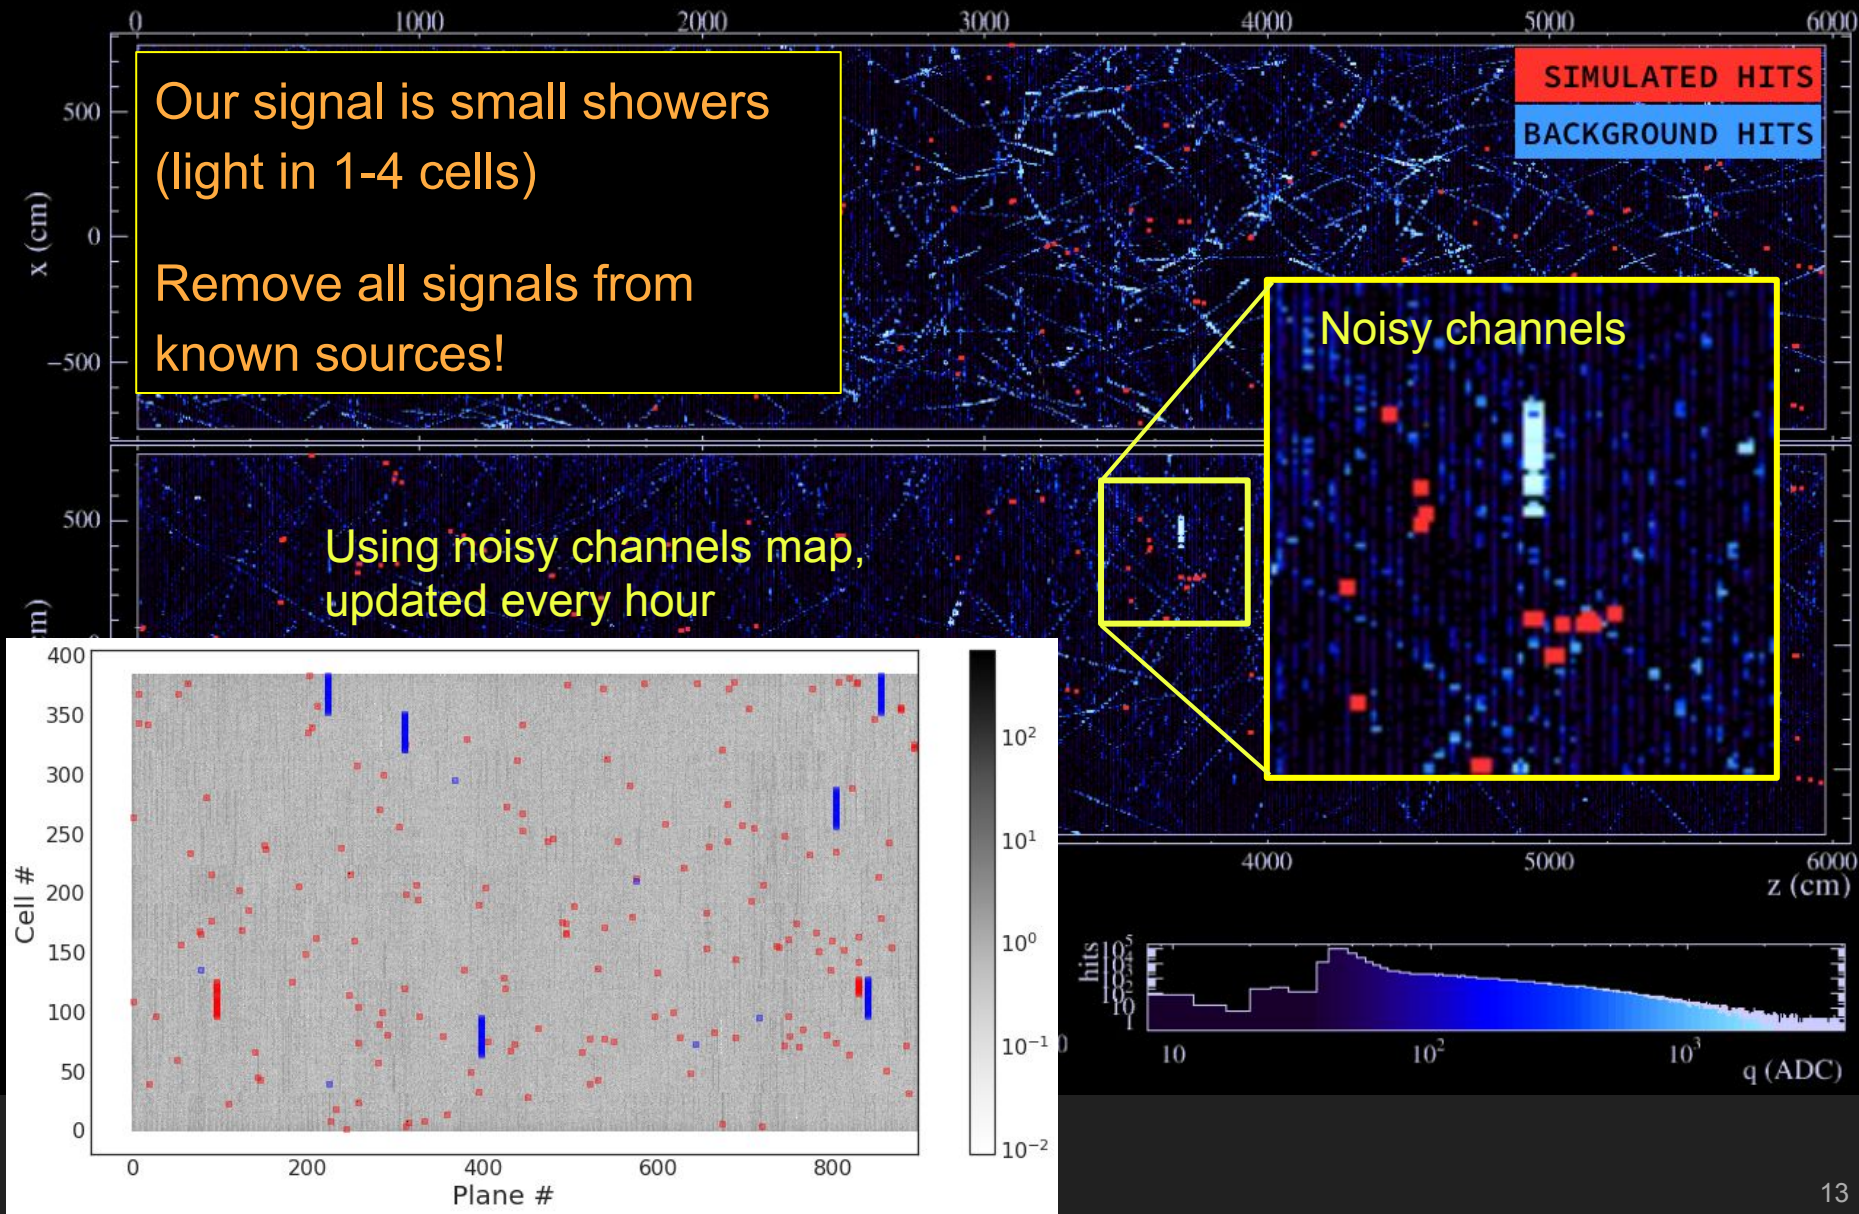 0 1000 2000 3000 4000 5000 6000
Our signal is small showers
(light in 1-4 cells)
Remove all signals from
known sources!
SIMULATED HITS
BACKGROUND HITS
500
0
−500
x (cm)
Noisy channels
500
Using noisy channels map,
updated every hour
400
350
300
250
200
150
100
50
0
Cell #
0 200 400 600 800
Plane #
10²
10¹
10⁰
10⁻¹
10⁻²
4000 5000 6000
z (cm)
hits
10 10² 10³
q (ADC)
13